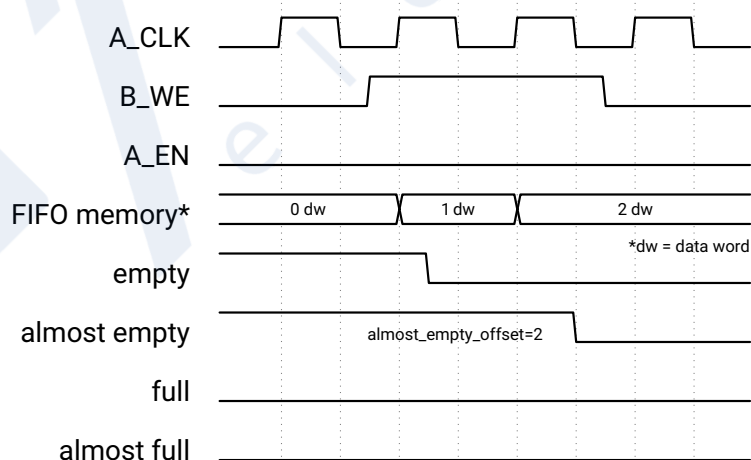 A_CLK
B_WE
A_EN
FIFO memory*
0 dw
1 dw
2 dw
*dw = data word
empty
almost empty
almost_empty_offset=2
full
almost full